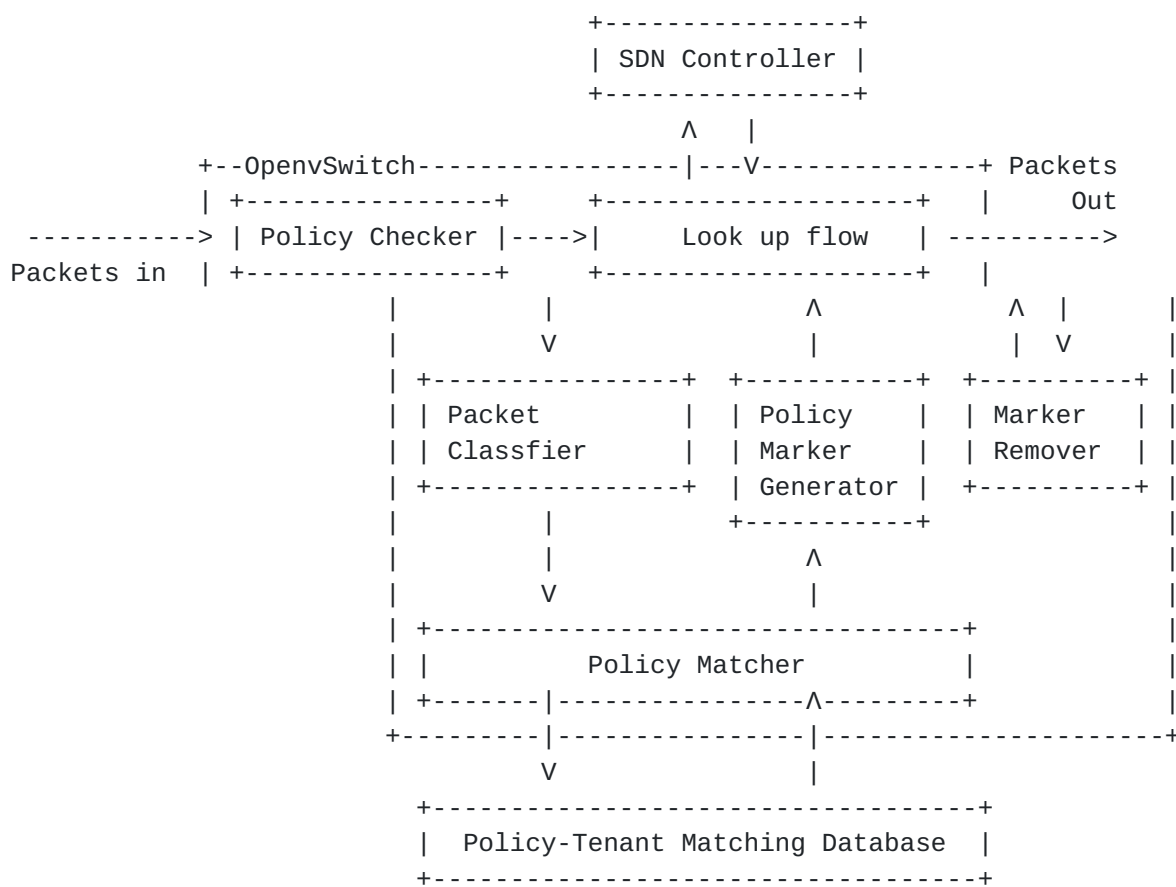 SDN Controller
OpenvSwitch
Packets
Out
Policy Checker
Look up flow
Packets in
Packet
Classfier
Policy
Marker
Generator
Marker
Remover
Policy Matcher
Policy-Tenant Matching Database